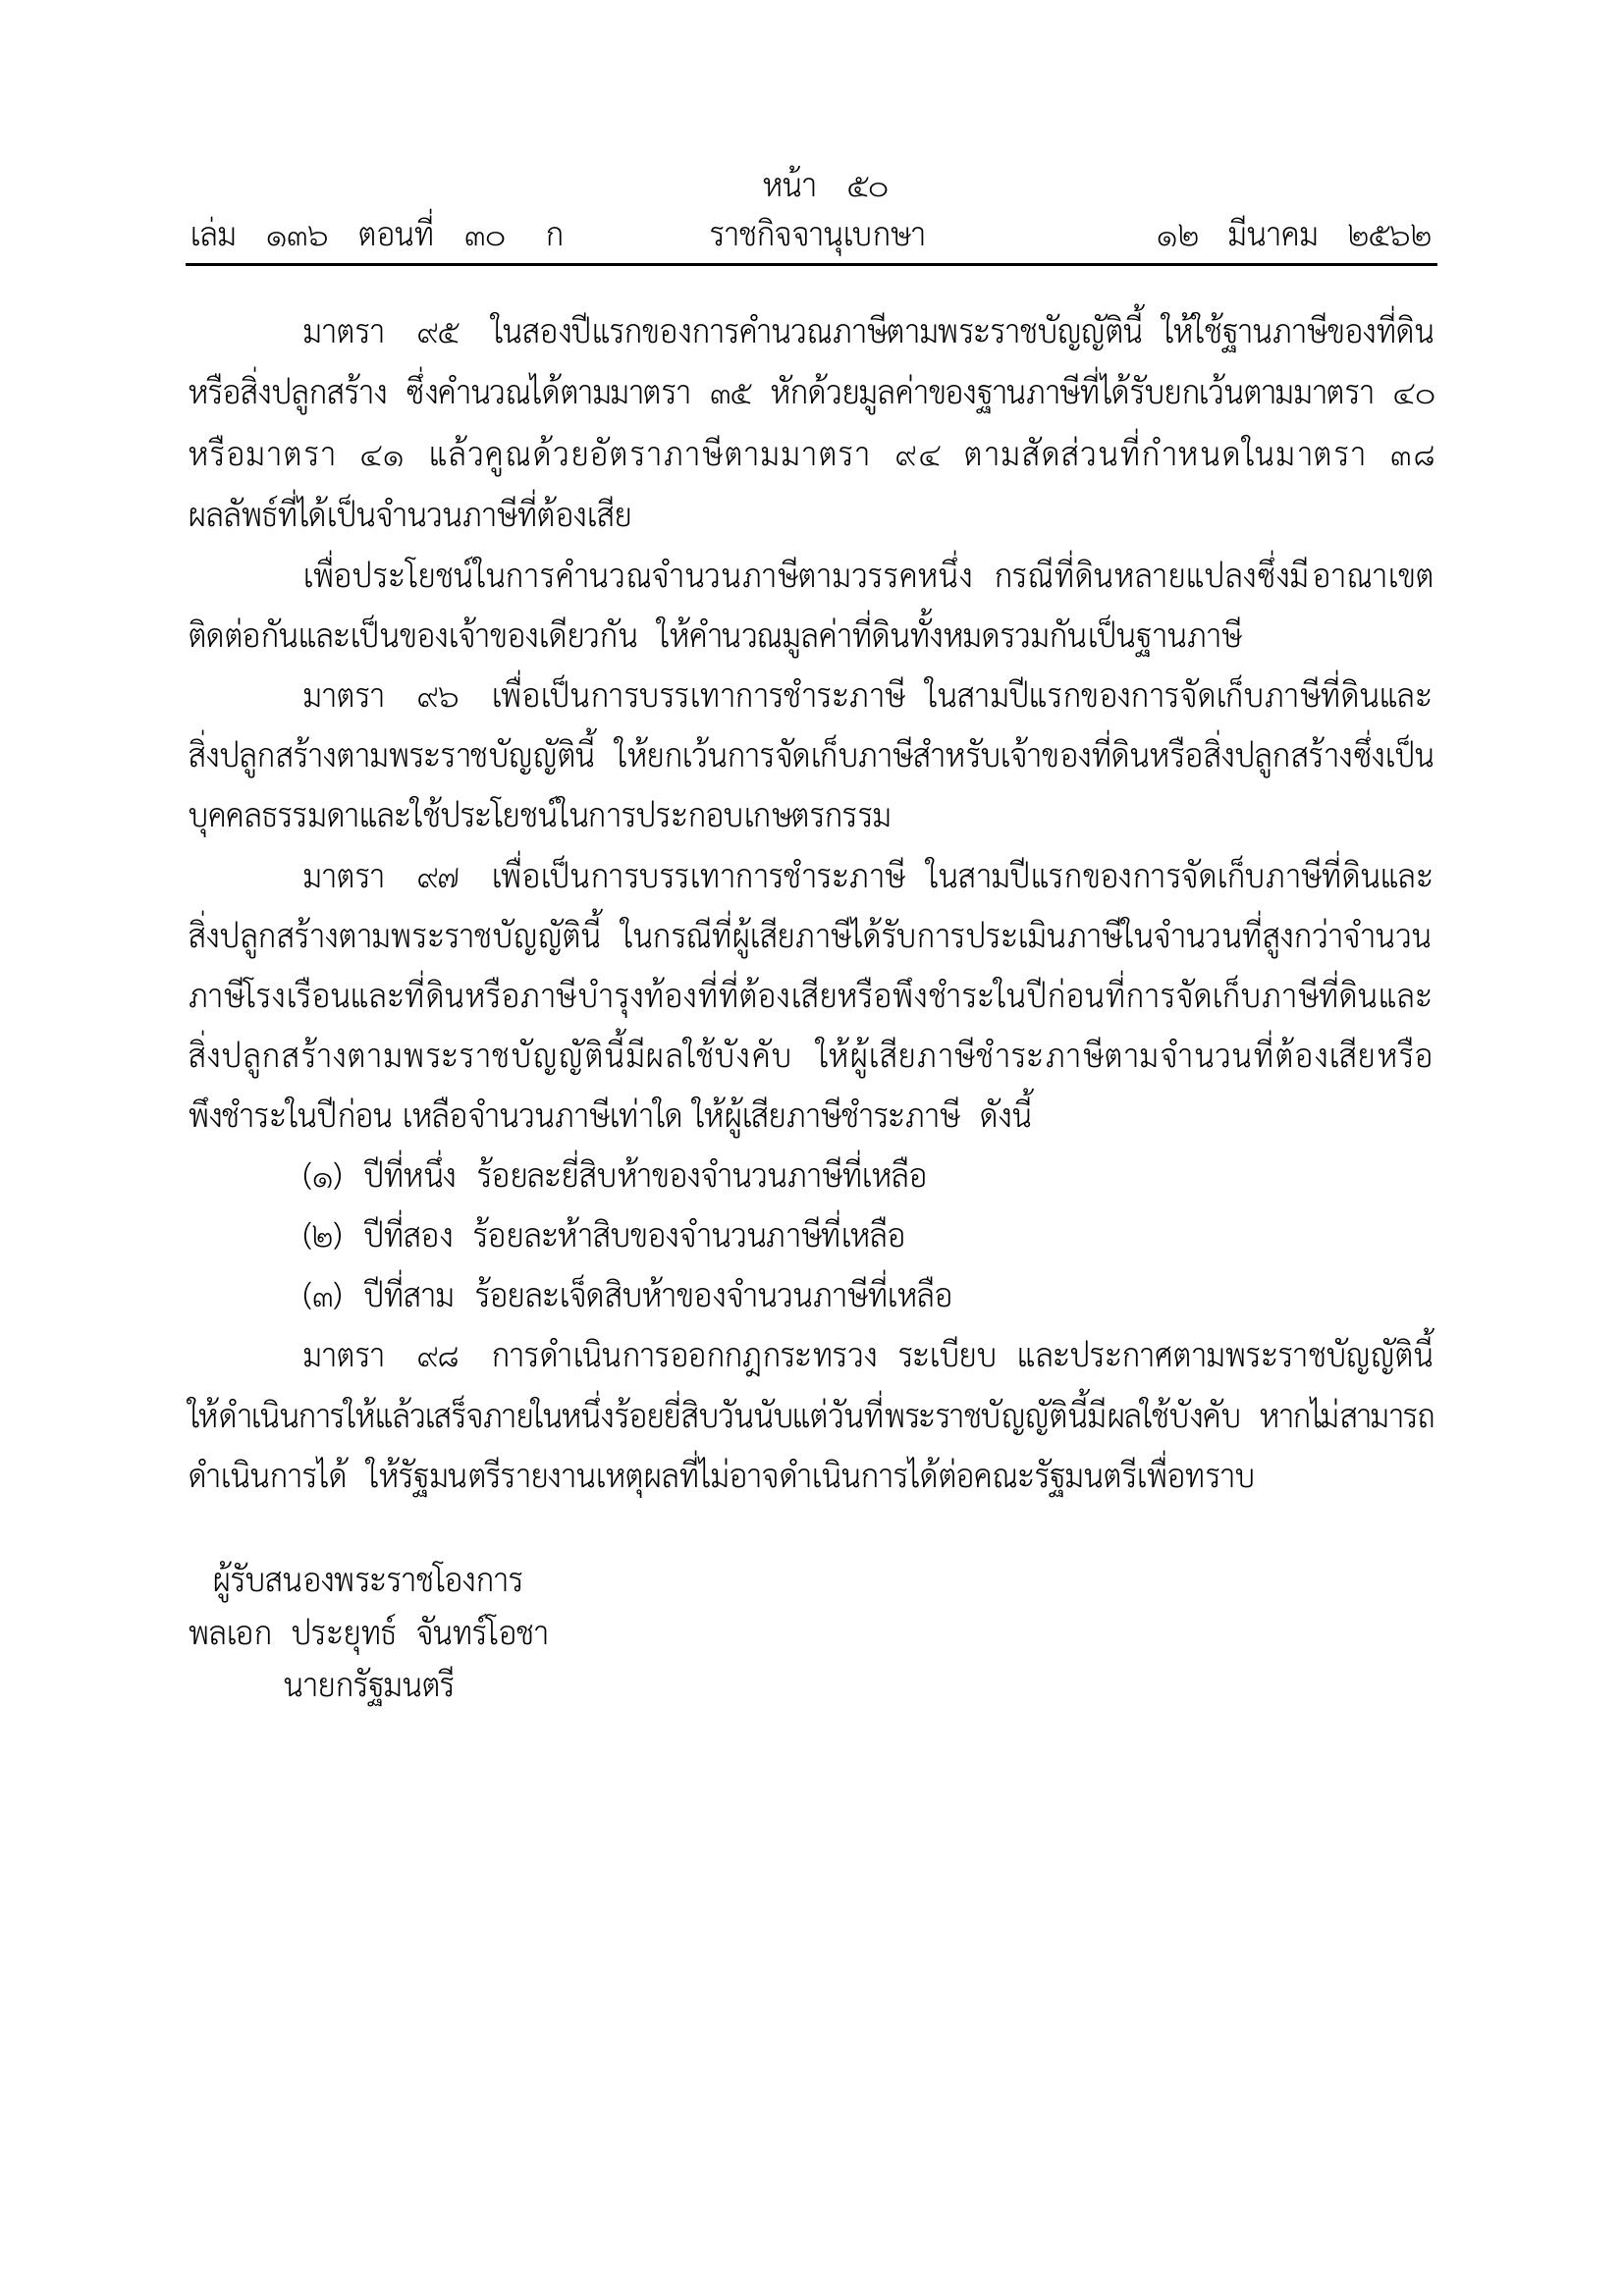 หน้า ๕๐
เล่ม ๑๓๖ ตอนที่ ๓๐ ก ราชกิจจานุเบกษา ๑๒ มีนาคม ๒๕๖๒
มาตรา ๙๕ ในสองปีแรกของการคำนวณภาษีตามพระราชบัญญัตินี้ ให้ใช้ฐานภาษีของที่ดิน
หรือสิ่งปลูกสร้าง ซึ่งคำนวณได้ตามมาตรา ๓๕ หักด้วยมูลค่าของฐานภาษีที่ได้รับยกเว้นตามมาตรา ๔๐
หรือมาตรา ๔๑ แล้วคูณด้วยอัตราภาษีตามมาตรา ๙๔ ตามสัดส่วนที่กำหนดในมาตรา ๓๘
ผลลัพธ์ที่ได้เป็นจำนวนภาษีที่ต้องเสีย
เพื่อประโยชน์ในการคำนวณจำนวนภาษีตามวรรคหนึ่ง กรณีที่ดินหลายแปลงซึ่งมีอาณาเขต
ติดต่อกันและเป็นของเจ้าของเดียวกัน ให้คำนวณมูลค่าที่ดินทั้งหมดรวมกันเป็นฐานภาษี
มาตรา ๙๖ เพื่อเป็นการบรรเทาการชำระภาษี ในสามปีแรกของการจัดเก็บภาษีที่ดินและ
สิ่งปลูกสร้างตามพระราชบัญญัตินี้ ให้ยกเว้นการจัดเก็บภาษีสำหรับเจ้าของที่ดินหรือสิ่งปลูกสร้างซึ่งเป็น
บุคคลธรรมดาและใช้ประโยชน์ในการประกอบเกษตรกรรม
มาตรา ๙๗ เพื่อเป็นการบรรเทาการชำระภาษี ในสามปีแรกของการจัดเก็บภาษีที่ดินและ
สิ่งปลูกสร้างตามพระราชบัญญัตินี้ ในกรณีที่ผู้เสียภาษีได้รับการประเมินภาษีในจำนวนที่สูงกว่าจำนวน
ภาษีโรงเรือนและที่ดินหรือภาษีบำรุงท้องที่ที่ต้องเสียหรือพึงชำระในปีก่อนที่การจัดเก็บภาษีที่ดินและ
สิ่งปลูกสร้างตามพระราชบัญญัตินี้มีผลใช้บังคับ ให้ผู้เสียภาษีชำระภาษีตามจำนวนที่ต้องเสียหรือ
พึงชำระในปีก่อน เหลือจำนวนภาษีเท่าใด ให้ผู้เสียภาษีชำระภาษี ดังนี้
(๑) ปีที่หนึ่ง ร้อยละยี่สิบห้าของจำนวนภาษีที่เหลือ
(๒) ปีที่สอง ร้อยละห้าสิบของจำนวนภาษีที่เหลือ
(๓) ปีที่สาม ร้อยละเจ็ดสิบห้าของจำนวนภาษีที่เหลือ
มาตรา ๙๘ การดำเนินการออกกฎกระทรวง ระเบียบ และประกาศตามพระราชบัญญัตินี้
ให้ดำเนินการให้แล้วเสร็จภายในหนึ่งร้อยยี่สิบวันนับแต่วันที่พระราชบัญญัตินี้มีผลใช้บังคับ หากไม่สามารถ
ดำเนินการได้ ให้รัฐมนตรีรายงานเหตุผลที่ไม่อาจดำเนินการได้ต่อคณะรัฐมนตรีเพื่อทราบ
ผู้รับสนองพระราชโองการ
พลเอก ประยุทธ์ จันทร์โอชา
นายกรัฐมนตรี